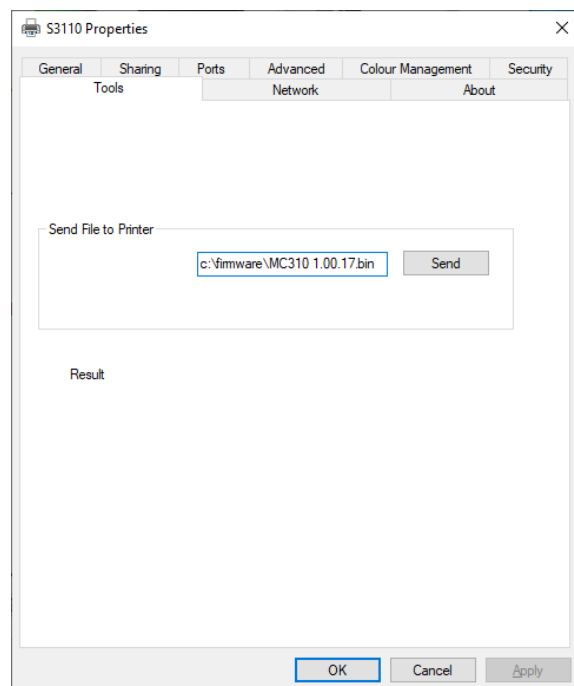 S3110 Properties
General Sharing Ports Advanced Colour Management Security
Tools Network About
Send File to Printer
c:\firmware\MC310 1.00.17.bin Send
Result
OK Cancel Apply